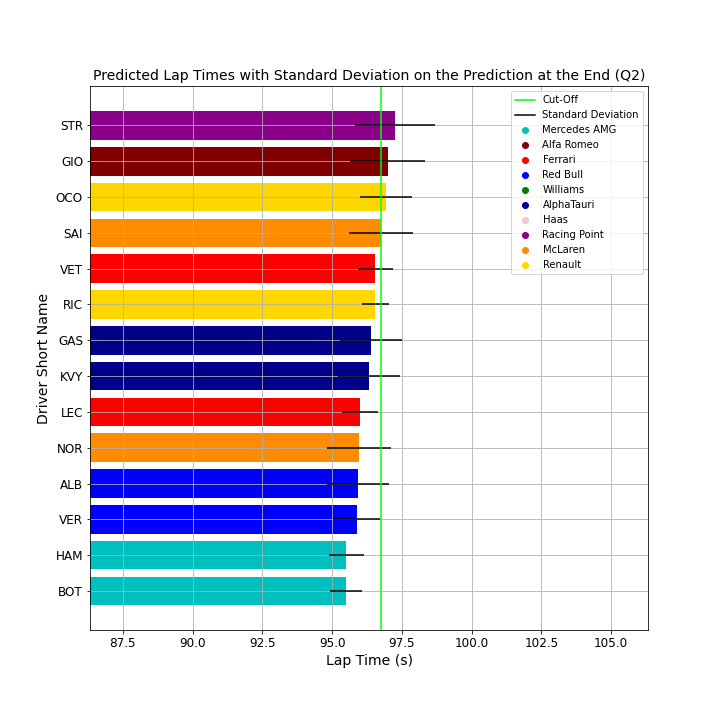 Predicted Lap Times with Standard Deviation on the Prediction at the End (Q2)
Cut-Off
Standard Deviation
Mercedes AMG
Alfa Romeo
Ferrari
Red Bull
Williams
AlphaTauri
Haas
Racing Point
McLaren
Renault
Driver Short Name
STR
GIO
OCO
SAI
VET
RIC
GAS
KVY
LEC
NOR
ALB
VER
HAM
BOT
87.5 90.0 92.5 95.0 97.5 100.0 102.5 105.0
Lap Time (s)